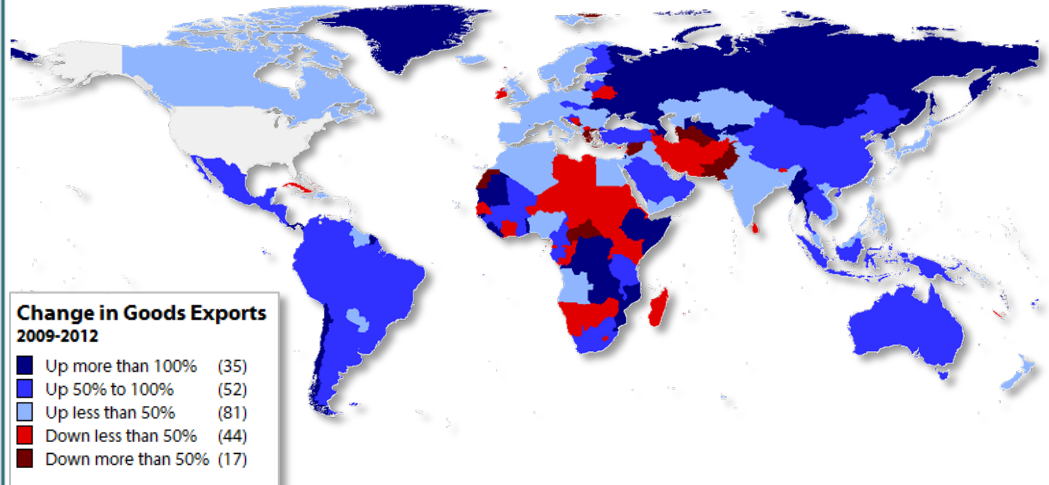 Change in Goods Exports
2009-2012
Up more than 100% (35)
Up 50% to 100% (52)
Up less than 50% (81)
Down less than 50% (44)
Down more than 50% (17)